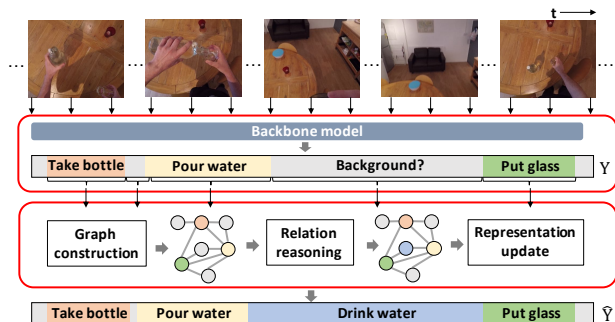 t
... ... ... ... ... ...
Backbone model
Take bottle Pour water Background? Put glass Y
Graph construction
Relation reasoning
Representation update
Take bottle Pour water Drink water Put glass Ŷ